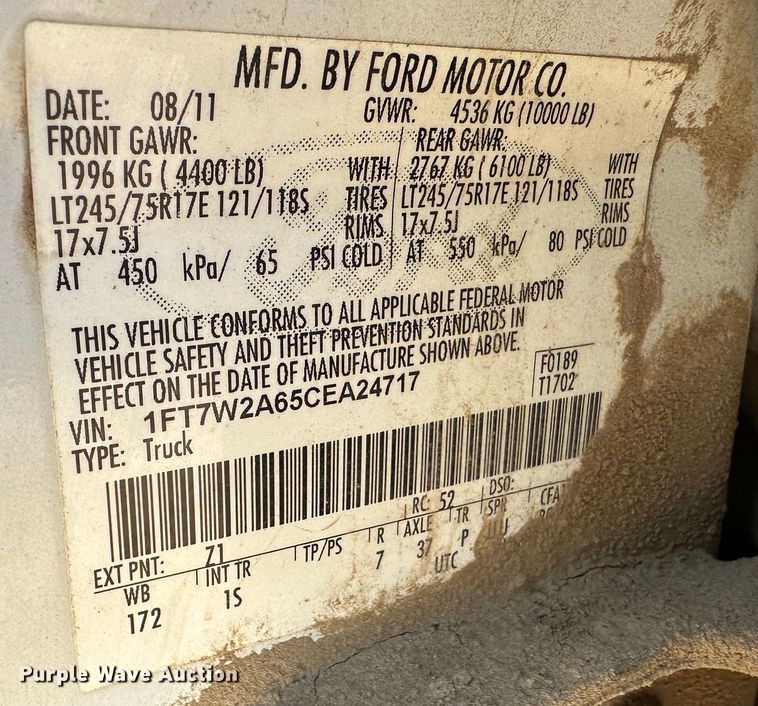 MFD. BY FORD MOTOR CO.
DATE: 08/11 GVWR: 4536 KG (10000 LB)
FRONT GAWR: REAR GAWR:
1996 KG ( 4400 LB) WITH 2767 KG ( 6100 LB) WITH
LT245/75R17E 121/118S TIRES LT245/75R17E 121/118S TIRES
17x7.5J RIMS 17x7.5J RIMS
AT 450 kPa/ 65 PSI COLD AT 550 kPa/ 80 PSI COLD
THIS VEHICLE CONFORMS TO ALL APPLICABLE FEDERAL MOTOR
VEHICLE SAFETY AND THEFT PREVENTION STANDARDS IN
EFFECT ON THE DATE OF MANUFACTURE SHOWN ABOVE.
VIN: 1FT7W2A65CEA24717 F0189
TYPE: Truck T1702
EXT PNT: Z1 RC: 52 DSO:
WB INT TR TP/PS R AXLE TR SPR
172 1S 7 37 P
UTC
Purple Wave Auction